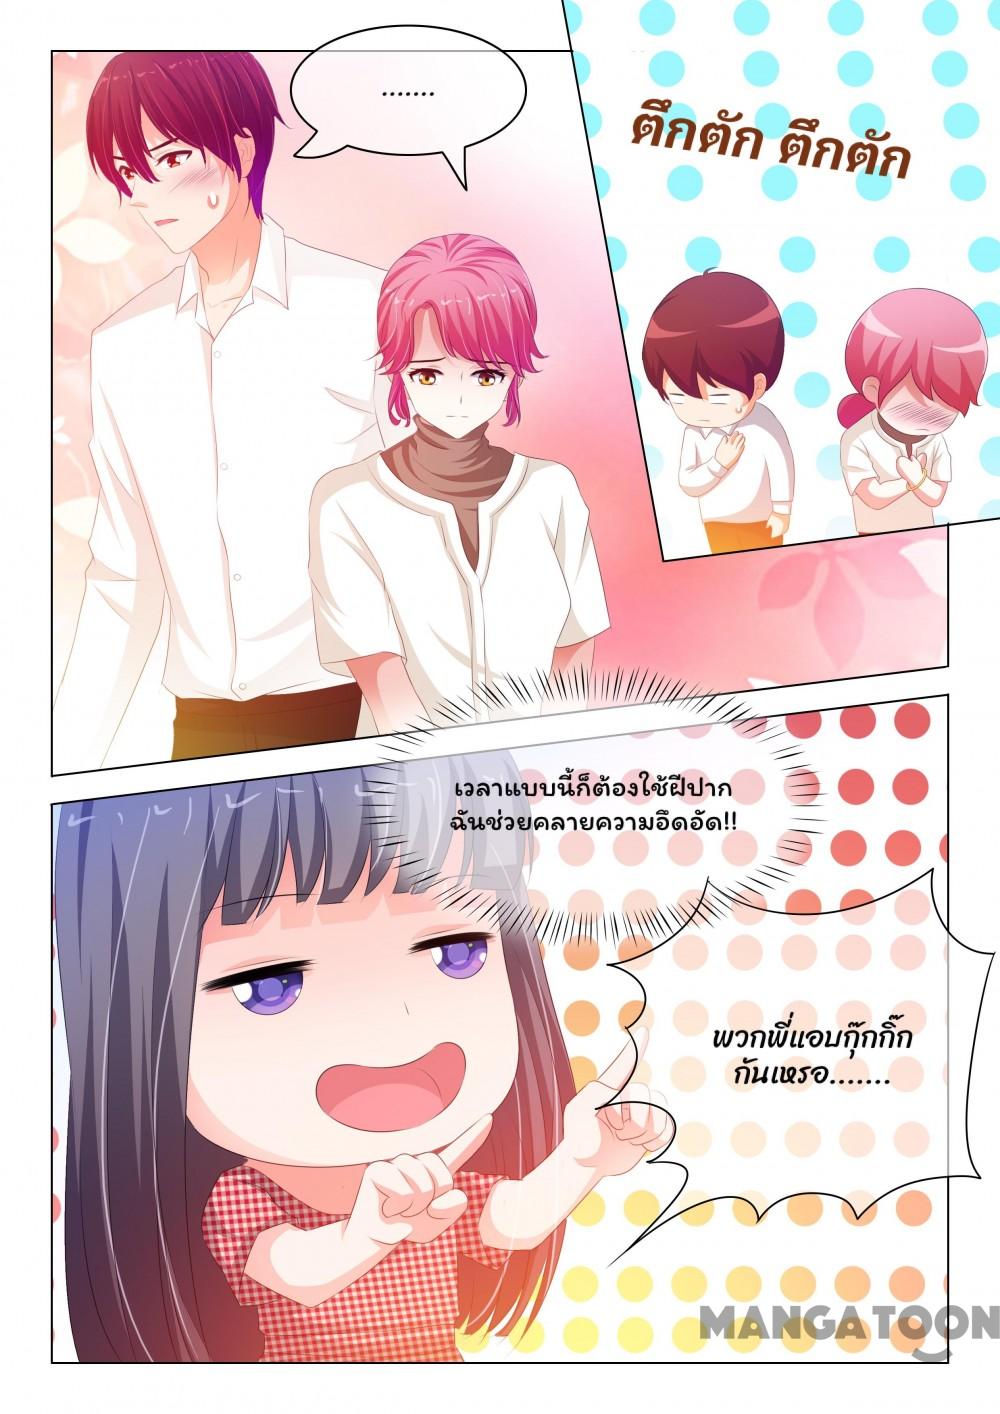 .......
ตึกตัก ตึกตัก
เวลาแบบนี้ก็ต้องใช้ฝีปาก
ฉันช่วยคลายความอึดอัด!!
พวกพี่แอบกุ๊กกิ๊ก
กันเหรอ.......
MANGATOON